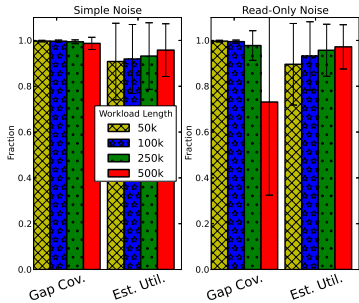 Simple Noise
Read-Only Noise
Fraction
1.0
0.8
0.6
0.4
0.2
0.0
Workload Length
50k
100k
250k
500k
Gap Cov.
Est. Util.
Fraction
1.0
0.8
0.6
0.4
0.2
0.0
Gap Cov.
Est. Util.